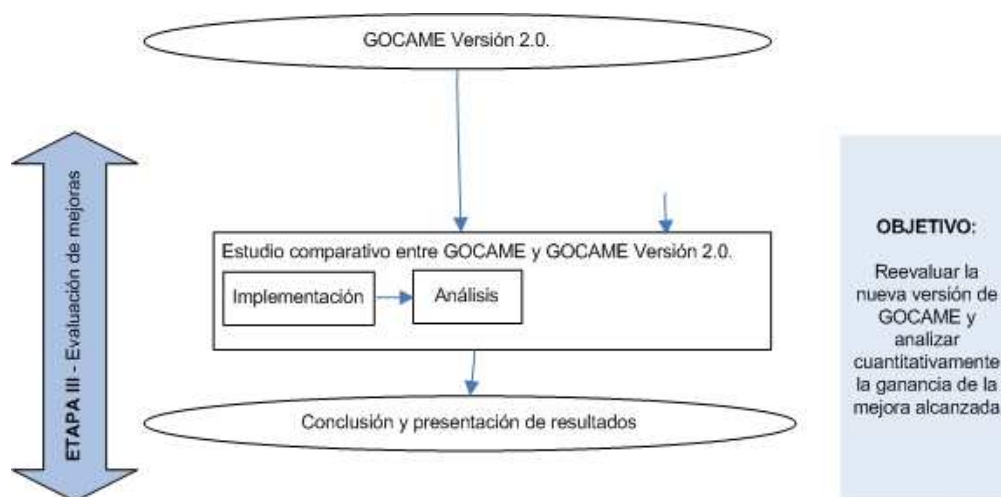 GOCAME Versión 2.0.
ETAPA III - Evaluación de mejoras
Estudio comparativo entre GOCAME y GOCAME Versión 2.0.
Implementación
Análisis
Conclusión y presentación de resultados
OBJETIVO:
Reevaluar la
nueva versión de
GOCAME y
analizar
cuantitativamente
la ganancia de la
mejora alcanzada